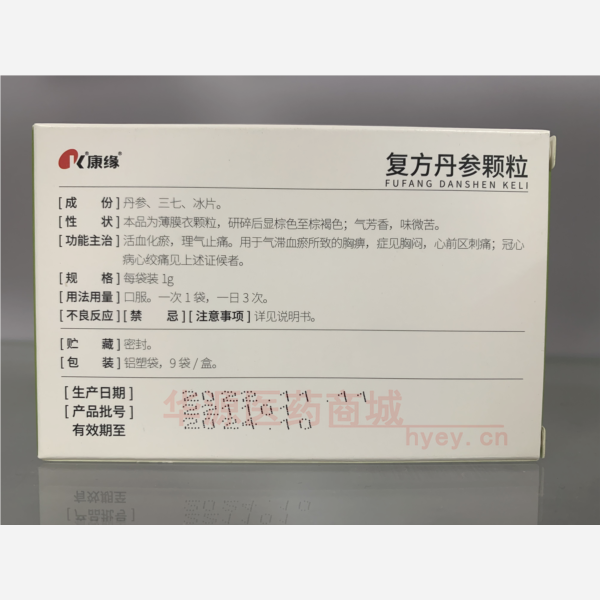 康缘®
复方丹参颗粒
FUFANG DANSHEN KELI
[成 份]丹参、三七、冰片。
[性 状]本品为薄膜衣颗粒，研碎后显棕色至棕褐色；气芳香，味微苦。
[功能主治]活血化瘀，理气止痛。用于气滞血瘀所致的胸痹，症见胸闷，心前区刺痛；冠心
病心绞痛见上述证候者。
[规 格]每袋装1g
[用法用量]口服。一次1袋，一日3次。
[不良反应][禁 忌][注意事项]详见说明书。
[贮 藏]密封。
[包 装]铝塑袋，9袋/盒。
[生产日期] 2022.11.11
[产品批号] 221101
有效期至 2024.10
华源医药商城
hyey.cn